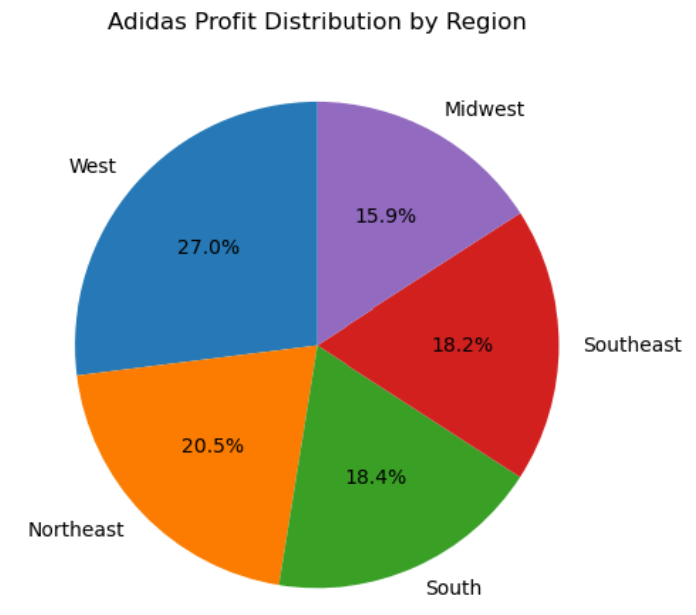 Adidas Profit Distribution by Region
Midwest
West
15.9%
27.0%
18.2%
Southeast
20.5%
18.4%
Northeast
South